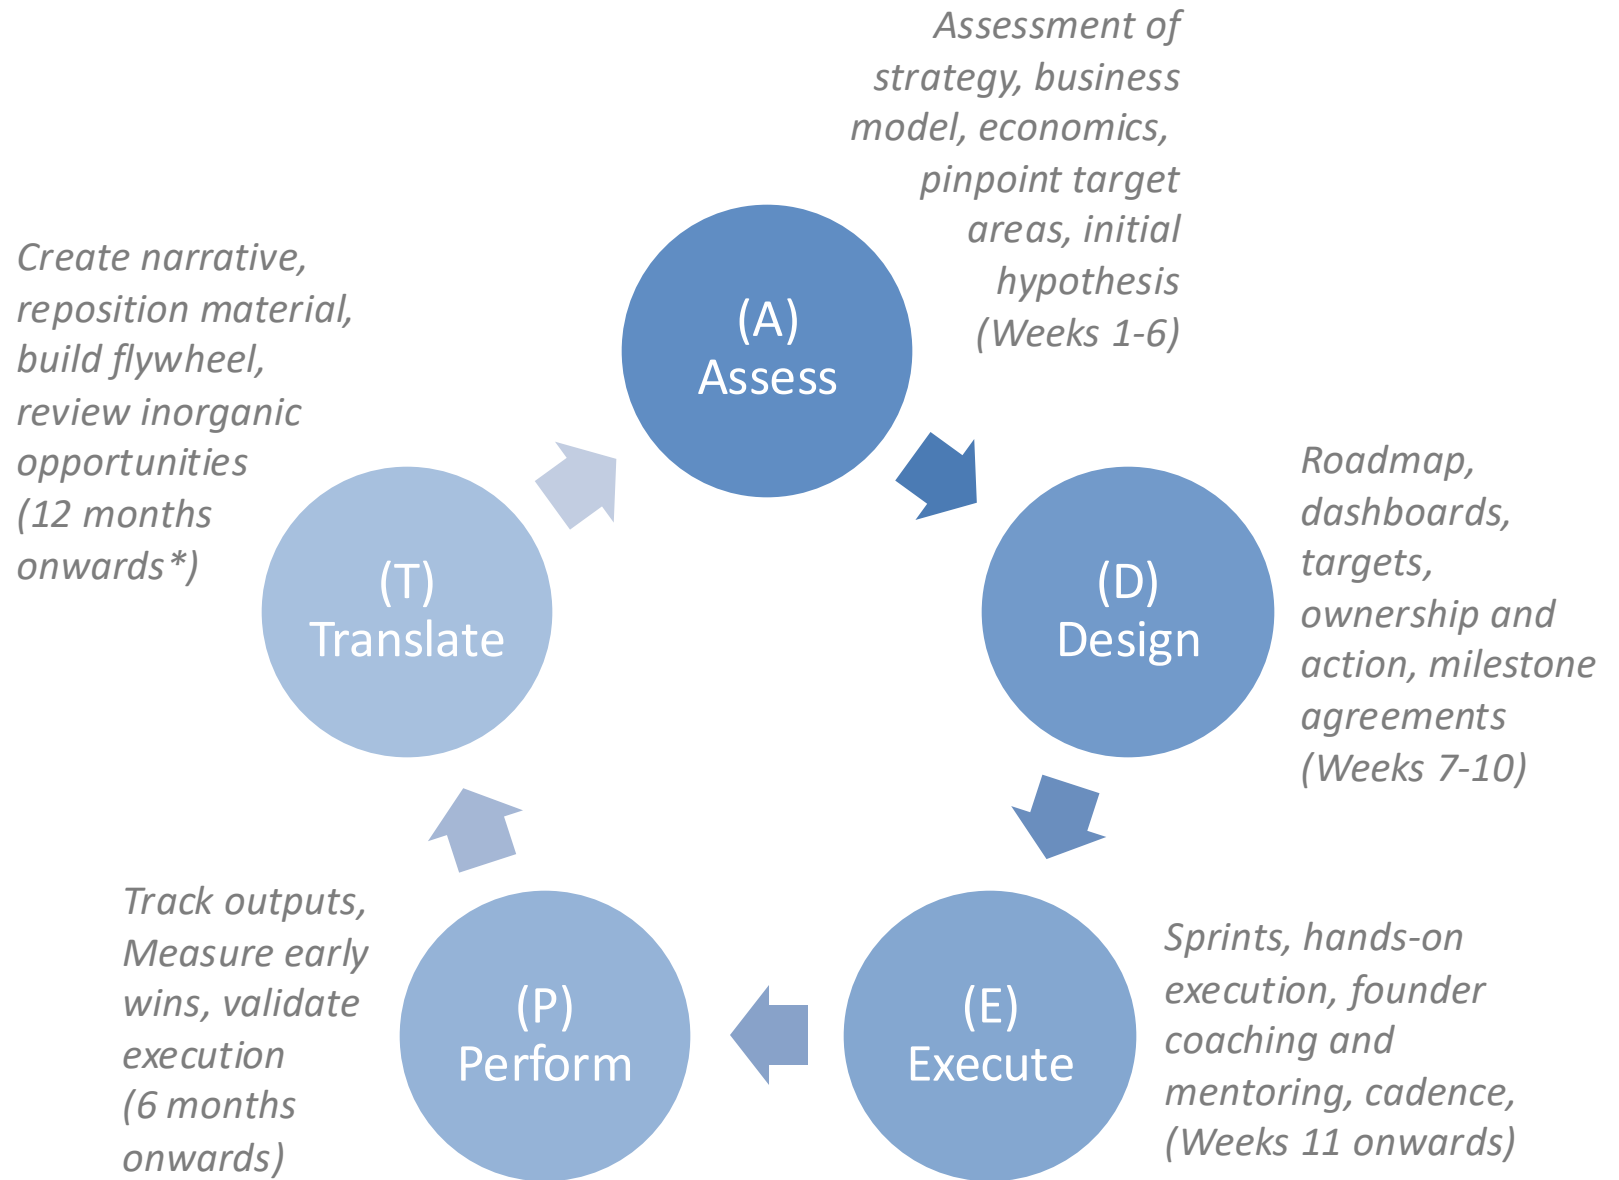 Assessment of
strategy, business
model, economics,
pinpoint target
areas, initial
hypothesis
(Weeks 1-6)
(A)
Assess
Roadmap,
dashboards,
targets,
ownership and
action, milestone
agreements
(Weeks 7-10)
(D)
Design
Sprints, hands-on
execution, founder
coaching and
mentoring, cadence,
(Weeks 11 onwards)
(E)
Execute
Track outputs,
Measure early
wins, validate
execution
(6 months
onwards)
(P)
Perform
Create narrative,
reposition material,
build flywheel,
review inorganic
opportunities
(12 months
onwards*)
(T)
Translate